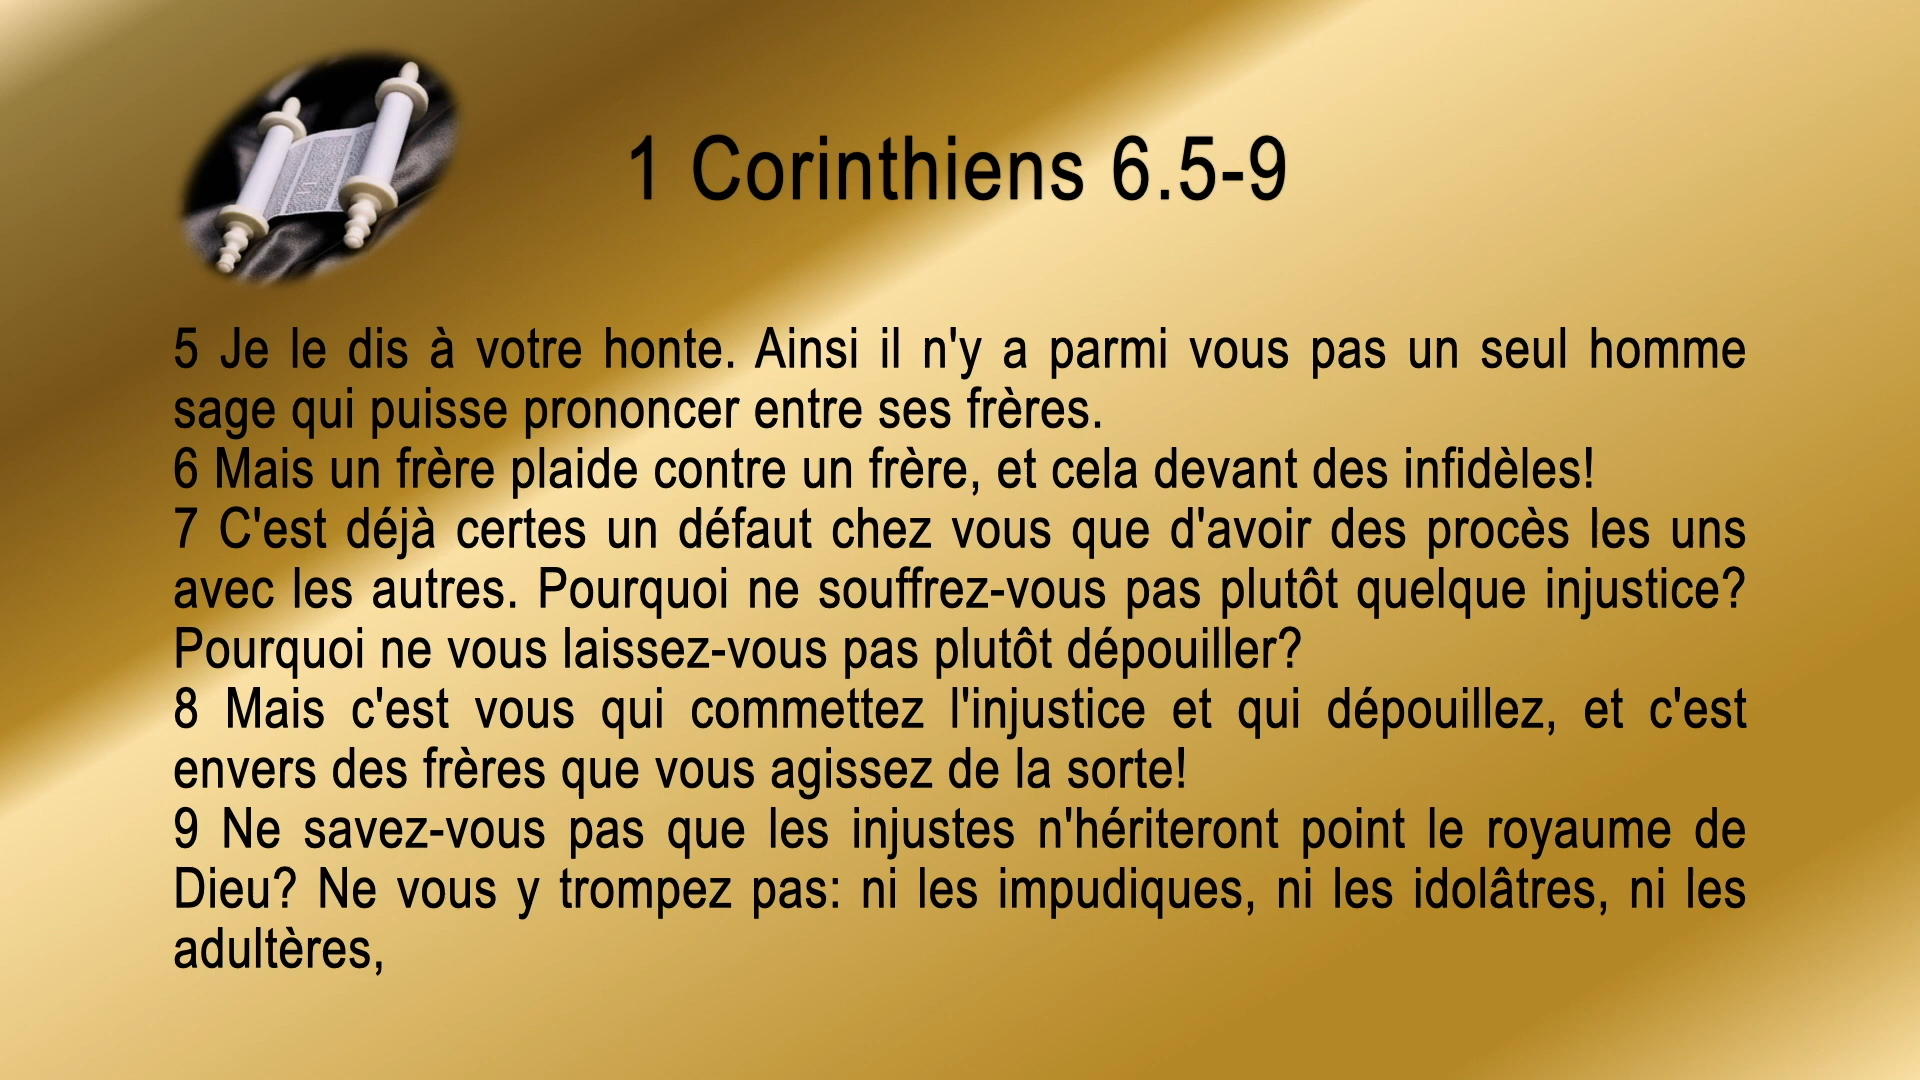 1 Corinthiens 6.5-9
5 Je le dis à votre honte. Ainsi il n'y a parmi vous pas un seul homme
sage qui puisse prononcer entre ses frères.
6 Mais un frère plaide contre un frère, et cela devant des infidèles!
7 C'est déjà certes un défaut chez vous que d'avoir des procès les uns
avec les autres. Pourquoi ne souffrez-vous pas plutôt quelque injustice?
Pourquoi ne vous laissez-vous pas plutôt dépouiller?
8 Mais c'est vous qui commettez l'injustice et qui dépouillez, et c'est
envers des frères que vous agissez de la sorte!
9 Ne savez-vous pas que les injustes n'hériteront point le royaume de
Dieu? Ne vous y trompez pas: ni les impudiques, ni les idolâtres, ni les
adultères,